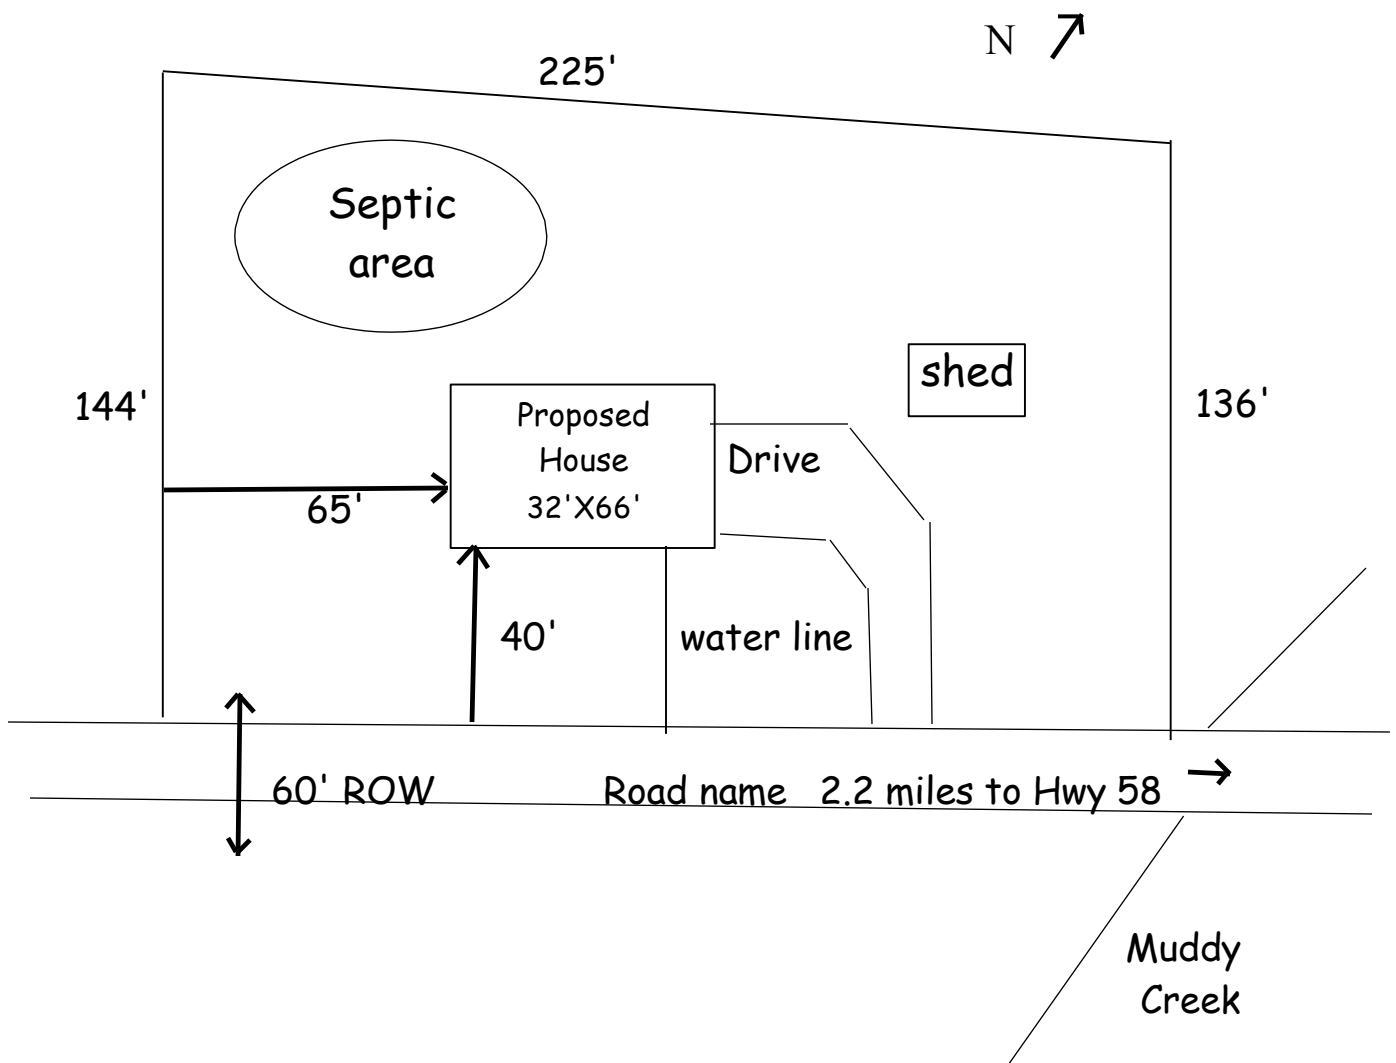 N
225'
Septic
area
shed
144'
136'
Proposed
House
32'X66'
Drive
65'
40'
water line
60' ROW
Road name 2.2 miles to Hwy 58
Muddy
Creek